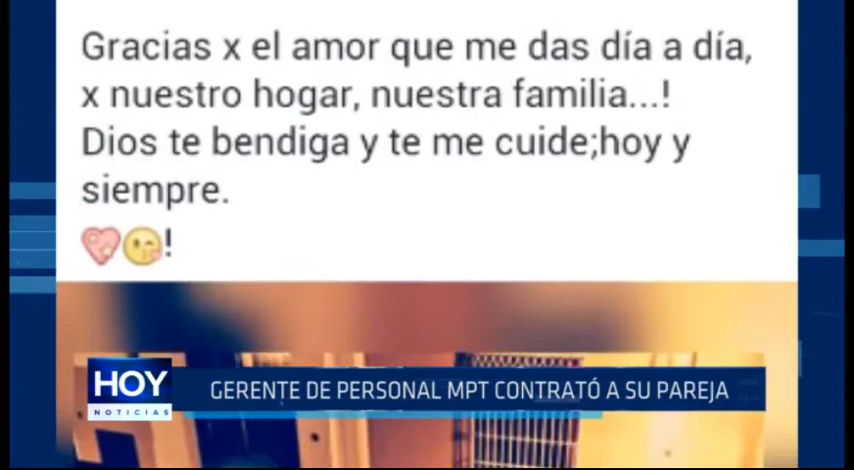 Gracias x el amor que me das día a día,
x nuestro hogar, nuestra familia...!
Dios te bendiga y te me cuide;hoy y
siempre.
💖😘!
HOY
NOTICIAS
GERENTE DE PERSONAL MPT CONTRATÓ A SU PAREJA